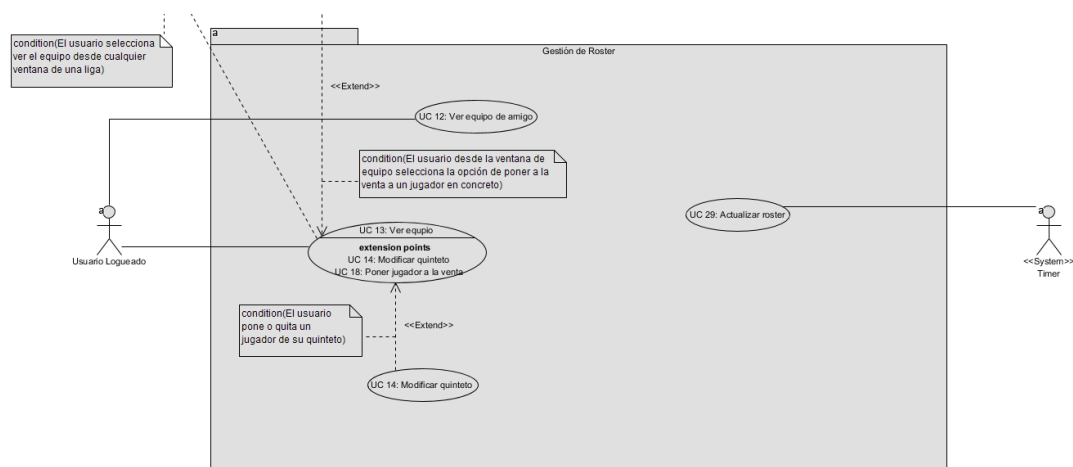 condition(El usuario selecciona
ver el equipo desde cualquier
ventana de una liga)
a
Gestión de Roster
<<Extend>>
UC 12: Ver equipo de amigo
condition(El usuario desde la ventana de
equipo selecciona la opción de poner a la
venta a un jugador en concreto)
a
Usuario Logueado
UC 13: Ver equpio
extension points
UC 14: Modificar quinteto
UC 18: Poner jugador a la venta
UC 29: Actualizar roster
a
<<System>>
Timer
condition(El usuario
pone o quita un
jugador de su quinteto)
<<Extend>>
UC 14: Modificar quinteto